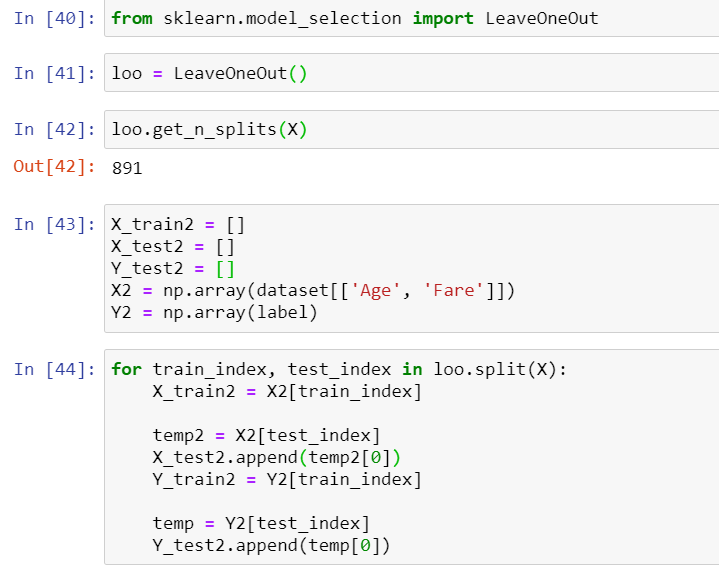 In [40]: from sklearn.model_selection import LeaveOneOut
In [41]: loo = LeaveOneOut()
In [42]: loo.get_n_splits(X)
Out[42]: 891
In [43]: X_train2 = []
X_test2 = []
Y_test2 = []
X2 = np.array(dataset[['Age', 'Fare']])
Y2 = np.array(label)
In [44]: for train_index, test_index in loo.split(X):
    X_train2 = X2[train_index]
    temp2 = X2[test_index]
    X_test2.append(temp2[0])
    Y_train2 = Y2[train_index]
    temp = Y2[test_index]
    Y_test2.append(temp[0])